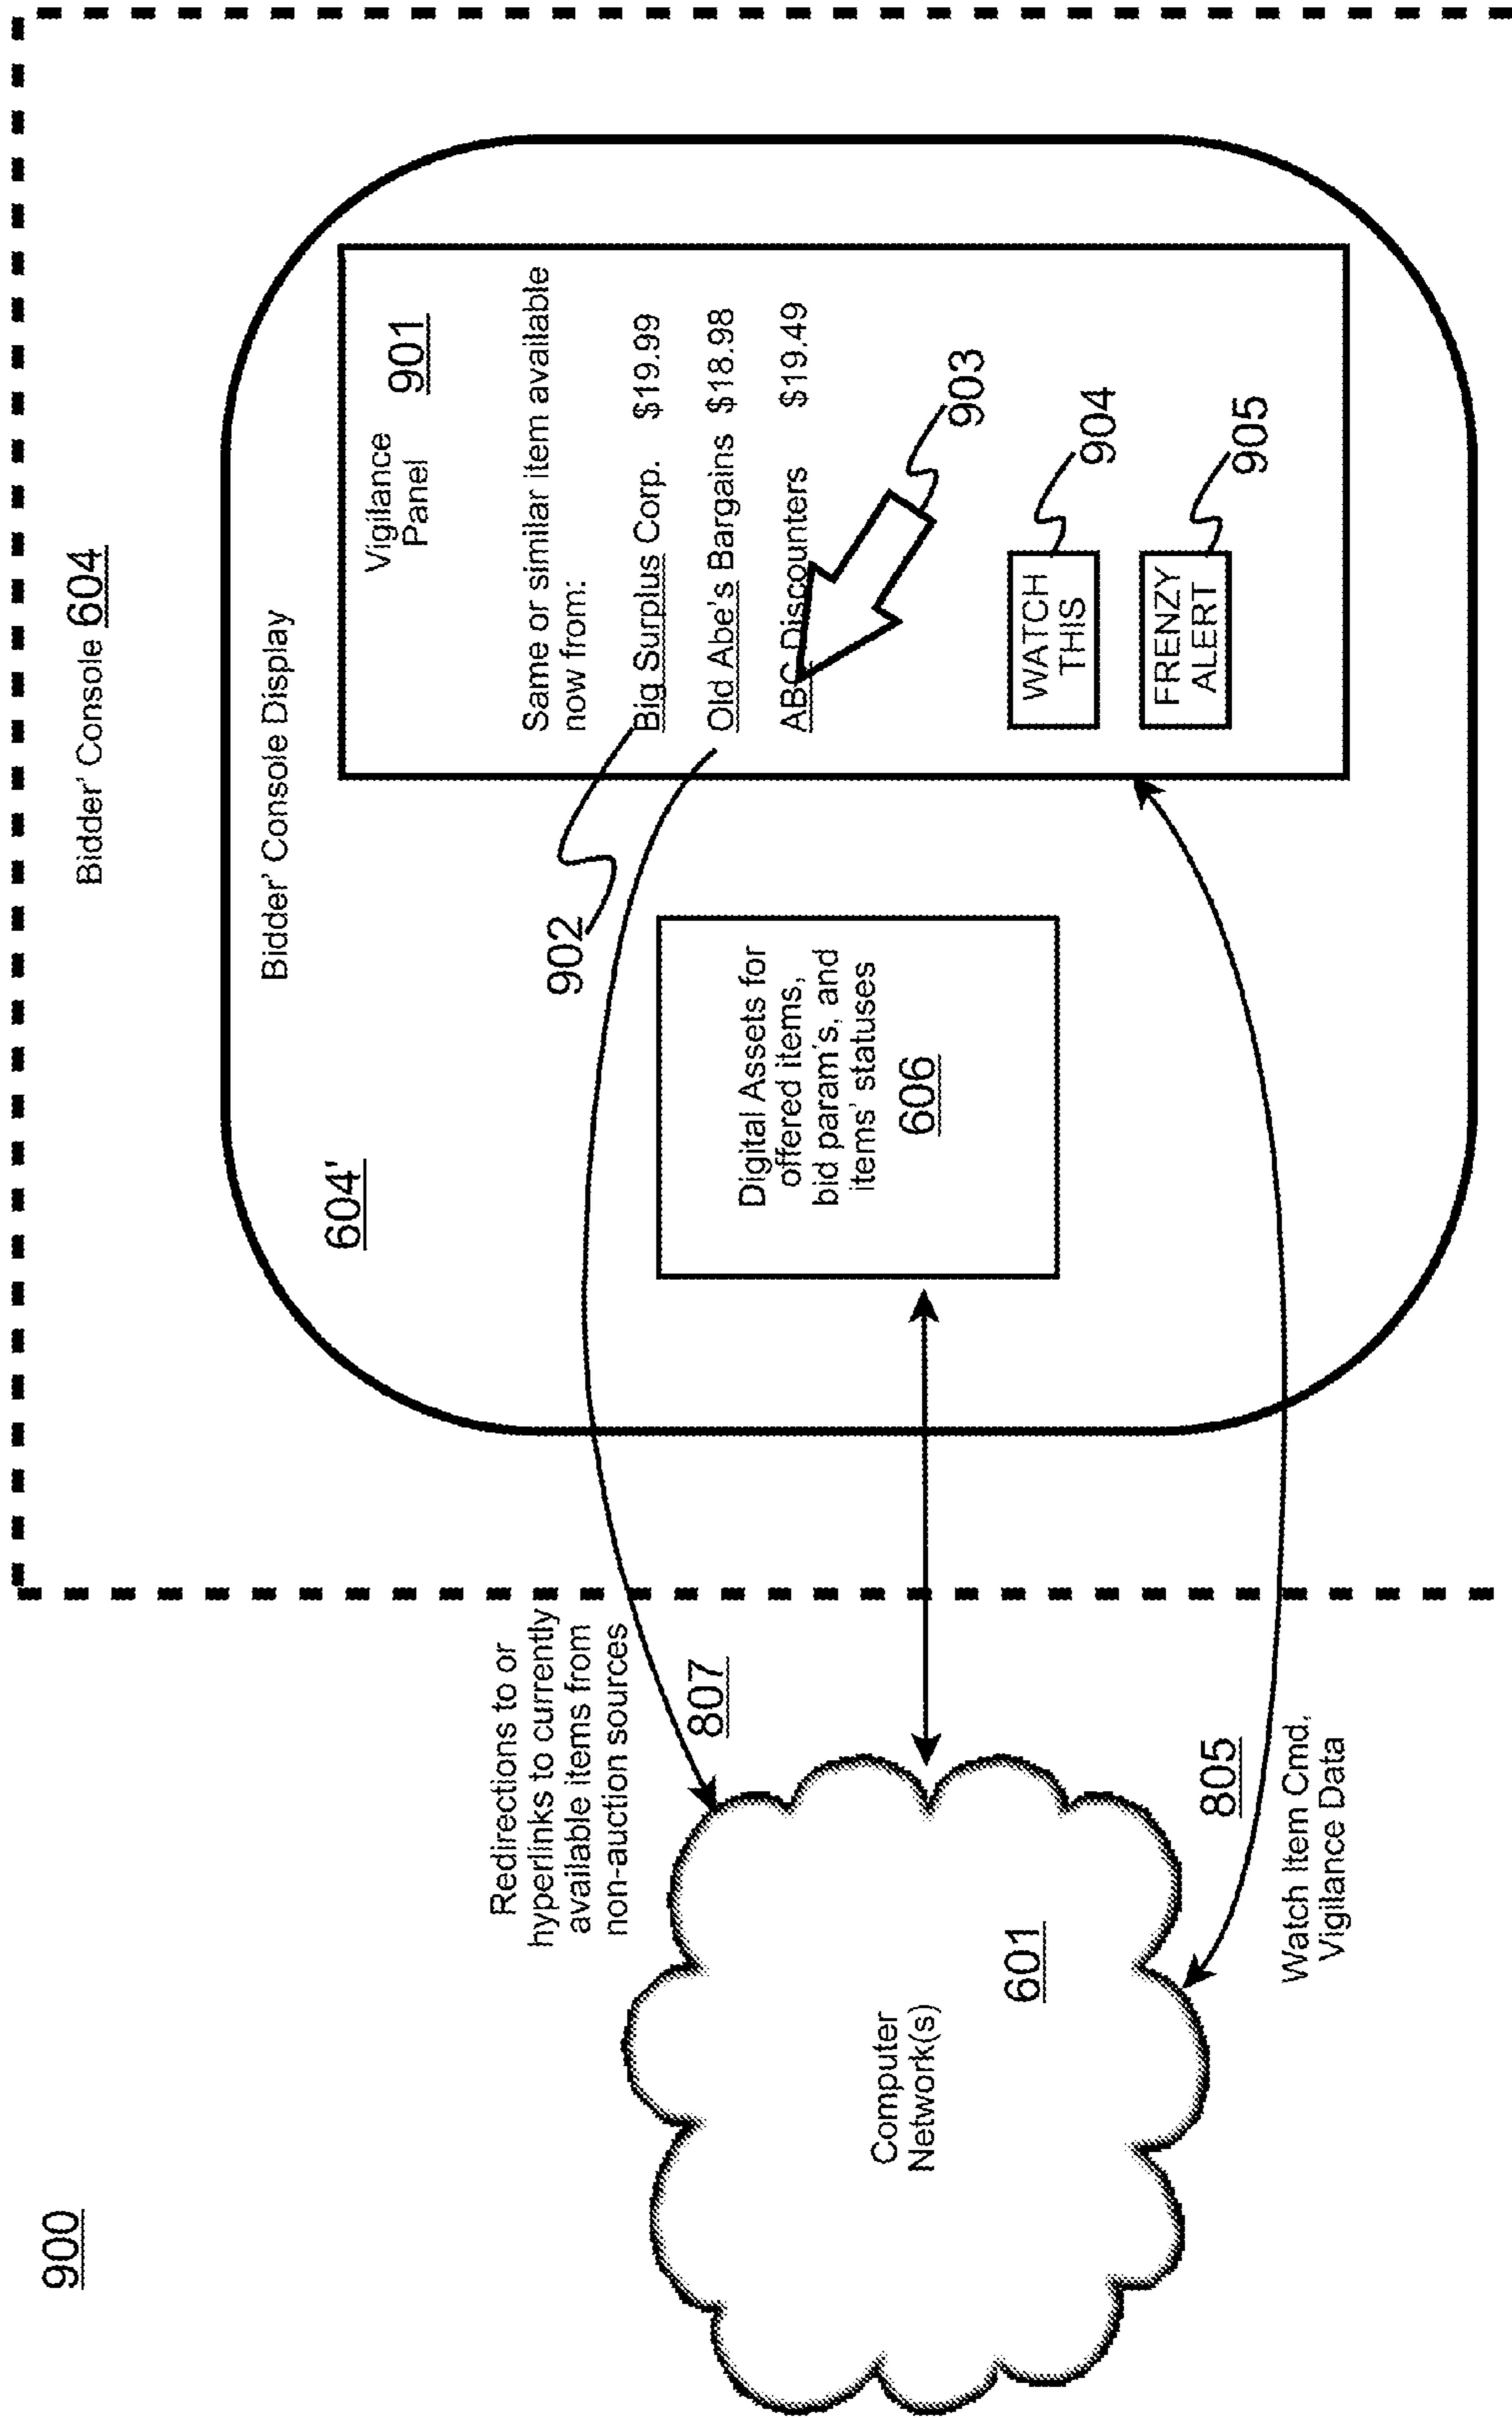 900
Bidder' Console 604
Bidder' Console Display
604'
Vigilance
Panel 901
Same or similar item available
now from:
Big Surplus Corp. $19.99
Old Abe's Bargains $18.98
ABC Discounters $19.49
902
903
WATCH
THIS
904
FRENZY
ALERT
905
Digital Assets for
offered items,
bid param's, and
items' statuses
606
Redirections to or
hyperlinks to currently
available items from
non-auction sources
807
Computer
Network(s)
601
805
Watch Item Cmd,
Vigilance Data